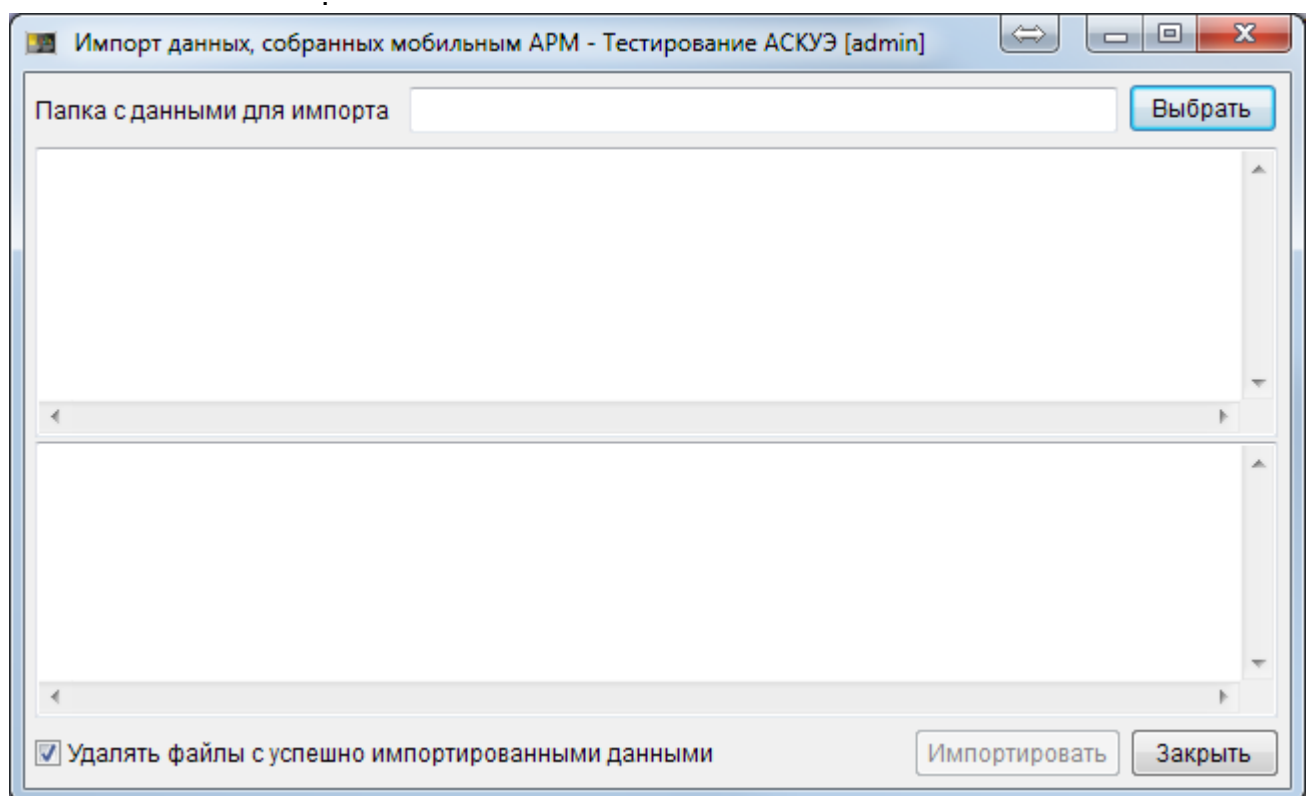 Импорт данных, собранных мобильным АРМ - Тестирование АСКУЭ [admin]
Папка с данными для импорта Выбрать
Удалять файлы с успешно импортированными данными Импортировать Закрыть